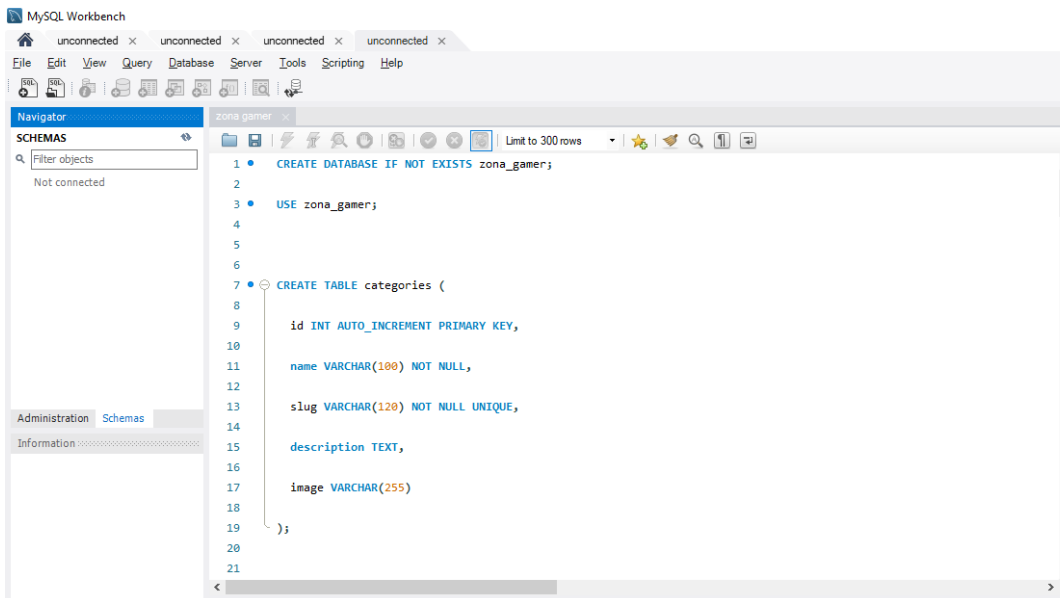 MySQL Workbench
unconnected × unconnected × unconnected × unconnected ×
File Edit View Query Database Server Tools Scripting Help
SQL SQL
Navigator
SCHEMAS
Filter objects
Not connected
Administration Schemas
Information
zona gamer ×
Limit to 300 rows
1 CREATE DATABASE IF NOT EXISTS zona_gamer;
2
3 USE zona_gamer;
4
5
6
7 CREATE TABLE categories (
8
9 id INT AUTO_INCREMENT PRIMARY KEY,
10
11 name VARCHAR(100) NOT NULL,
12
13 slug VARCHAR(120) NOT NULL UNIQUE,
14
15 description TEXT,
16
17 image VARCHAR(255)
18
19 );
20
21